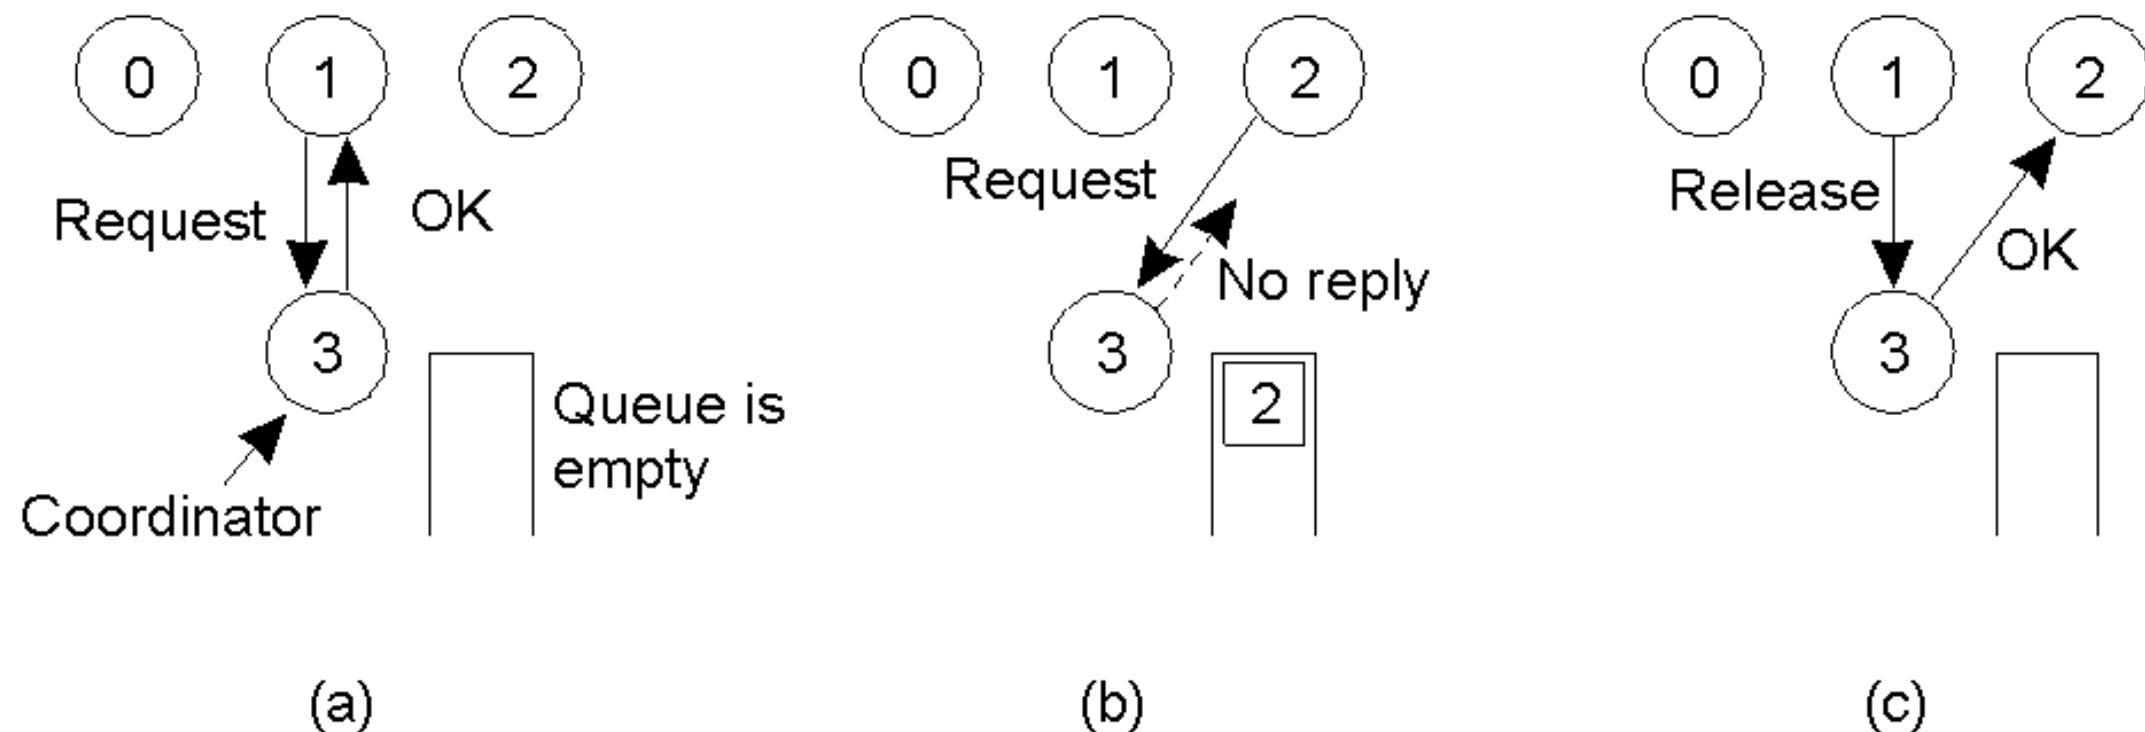 0 1 2
Request OK
3
Queue is
empty
Coordinator
(a)
0 1 2
Request
No reply
3
2
(b)
0 1 2
Release
OK
3
(c)